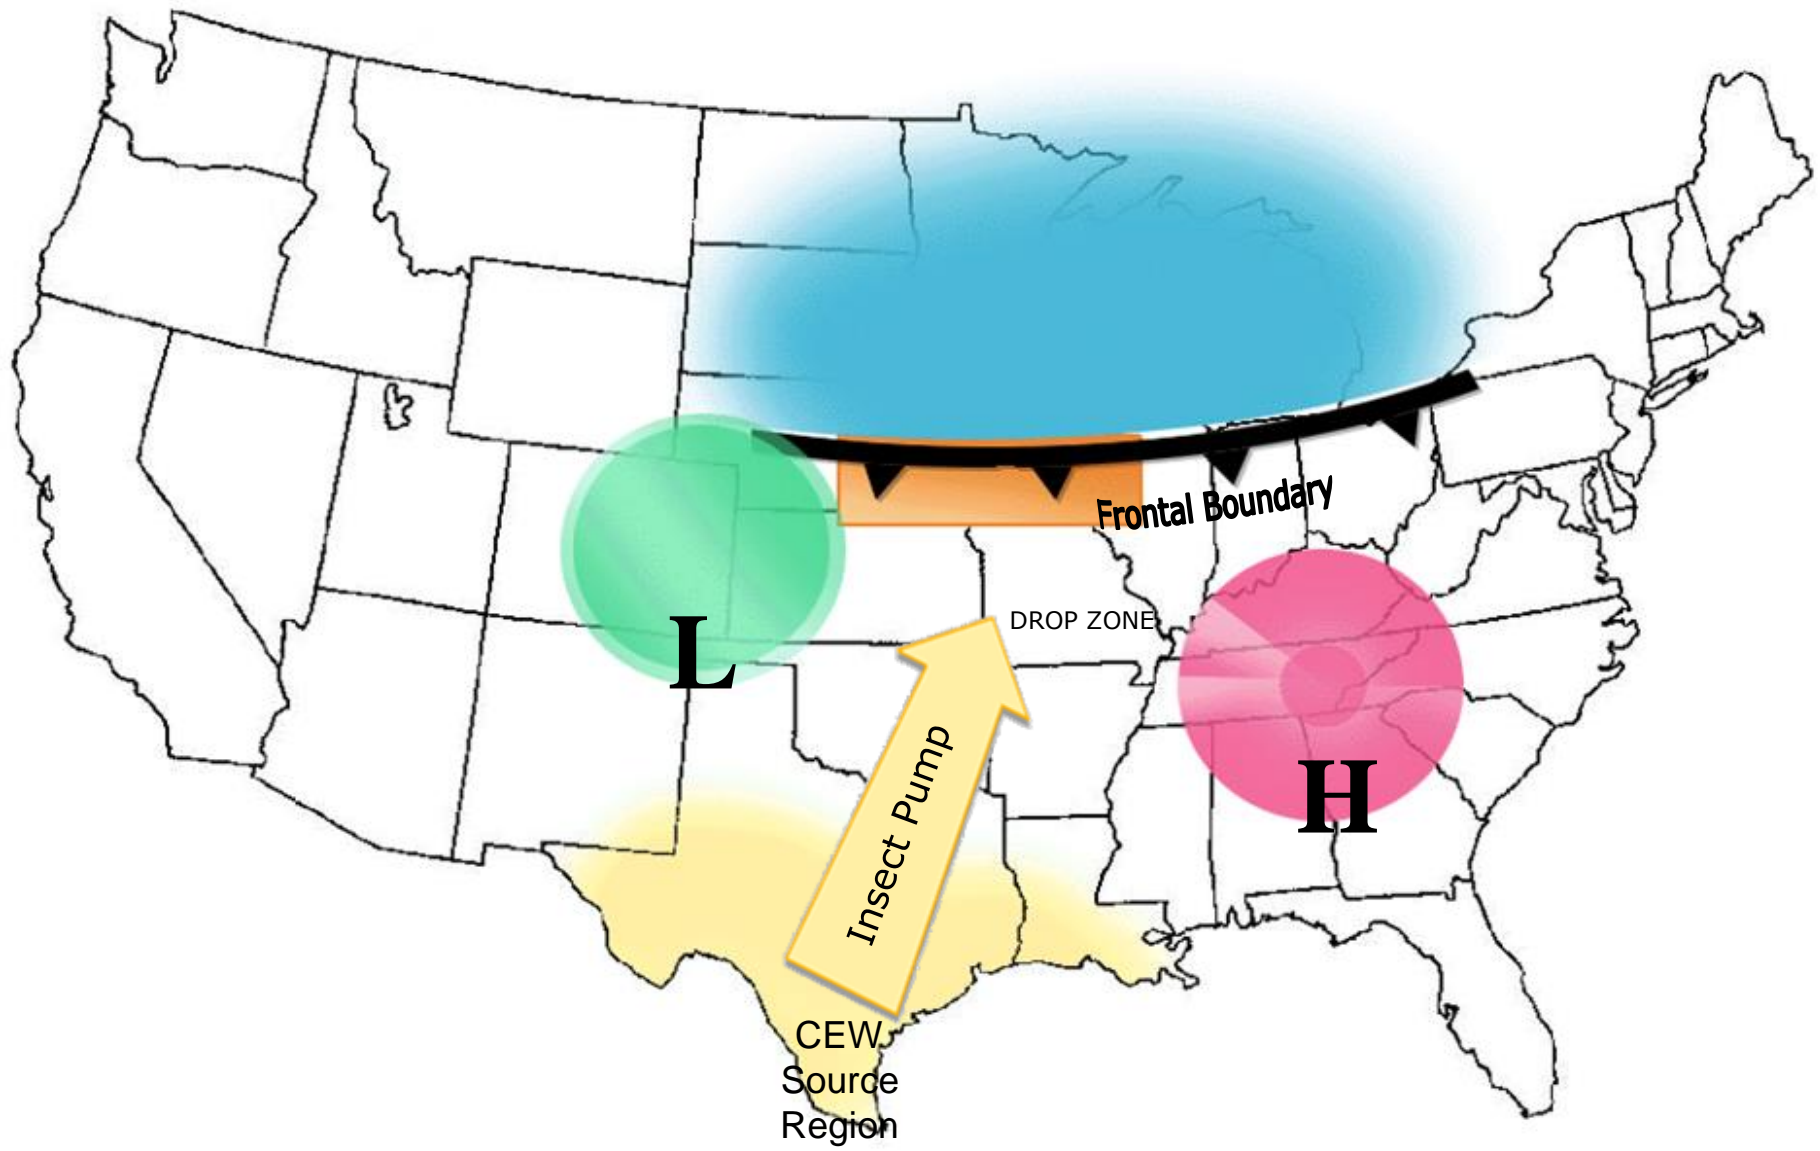 Frontal Boundary
DROP ZONE
L
Insect Pump
H
CEW
Source
Region